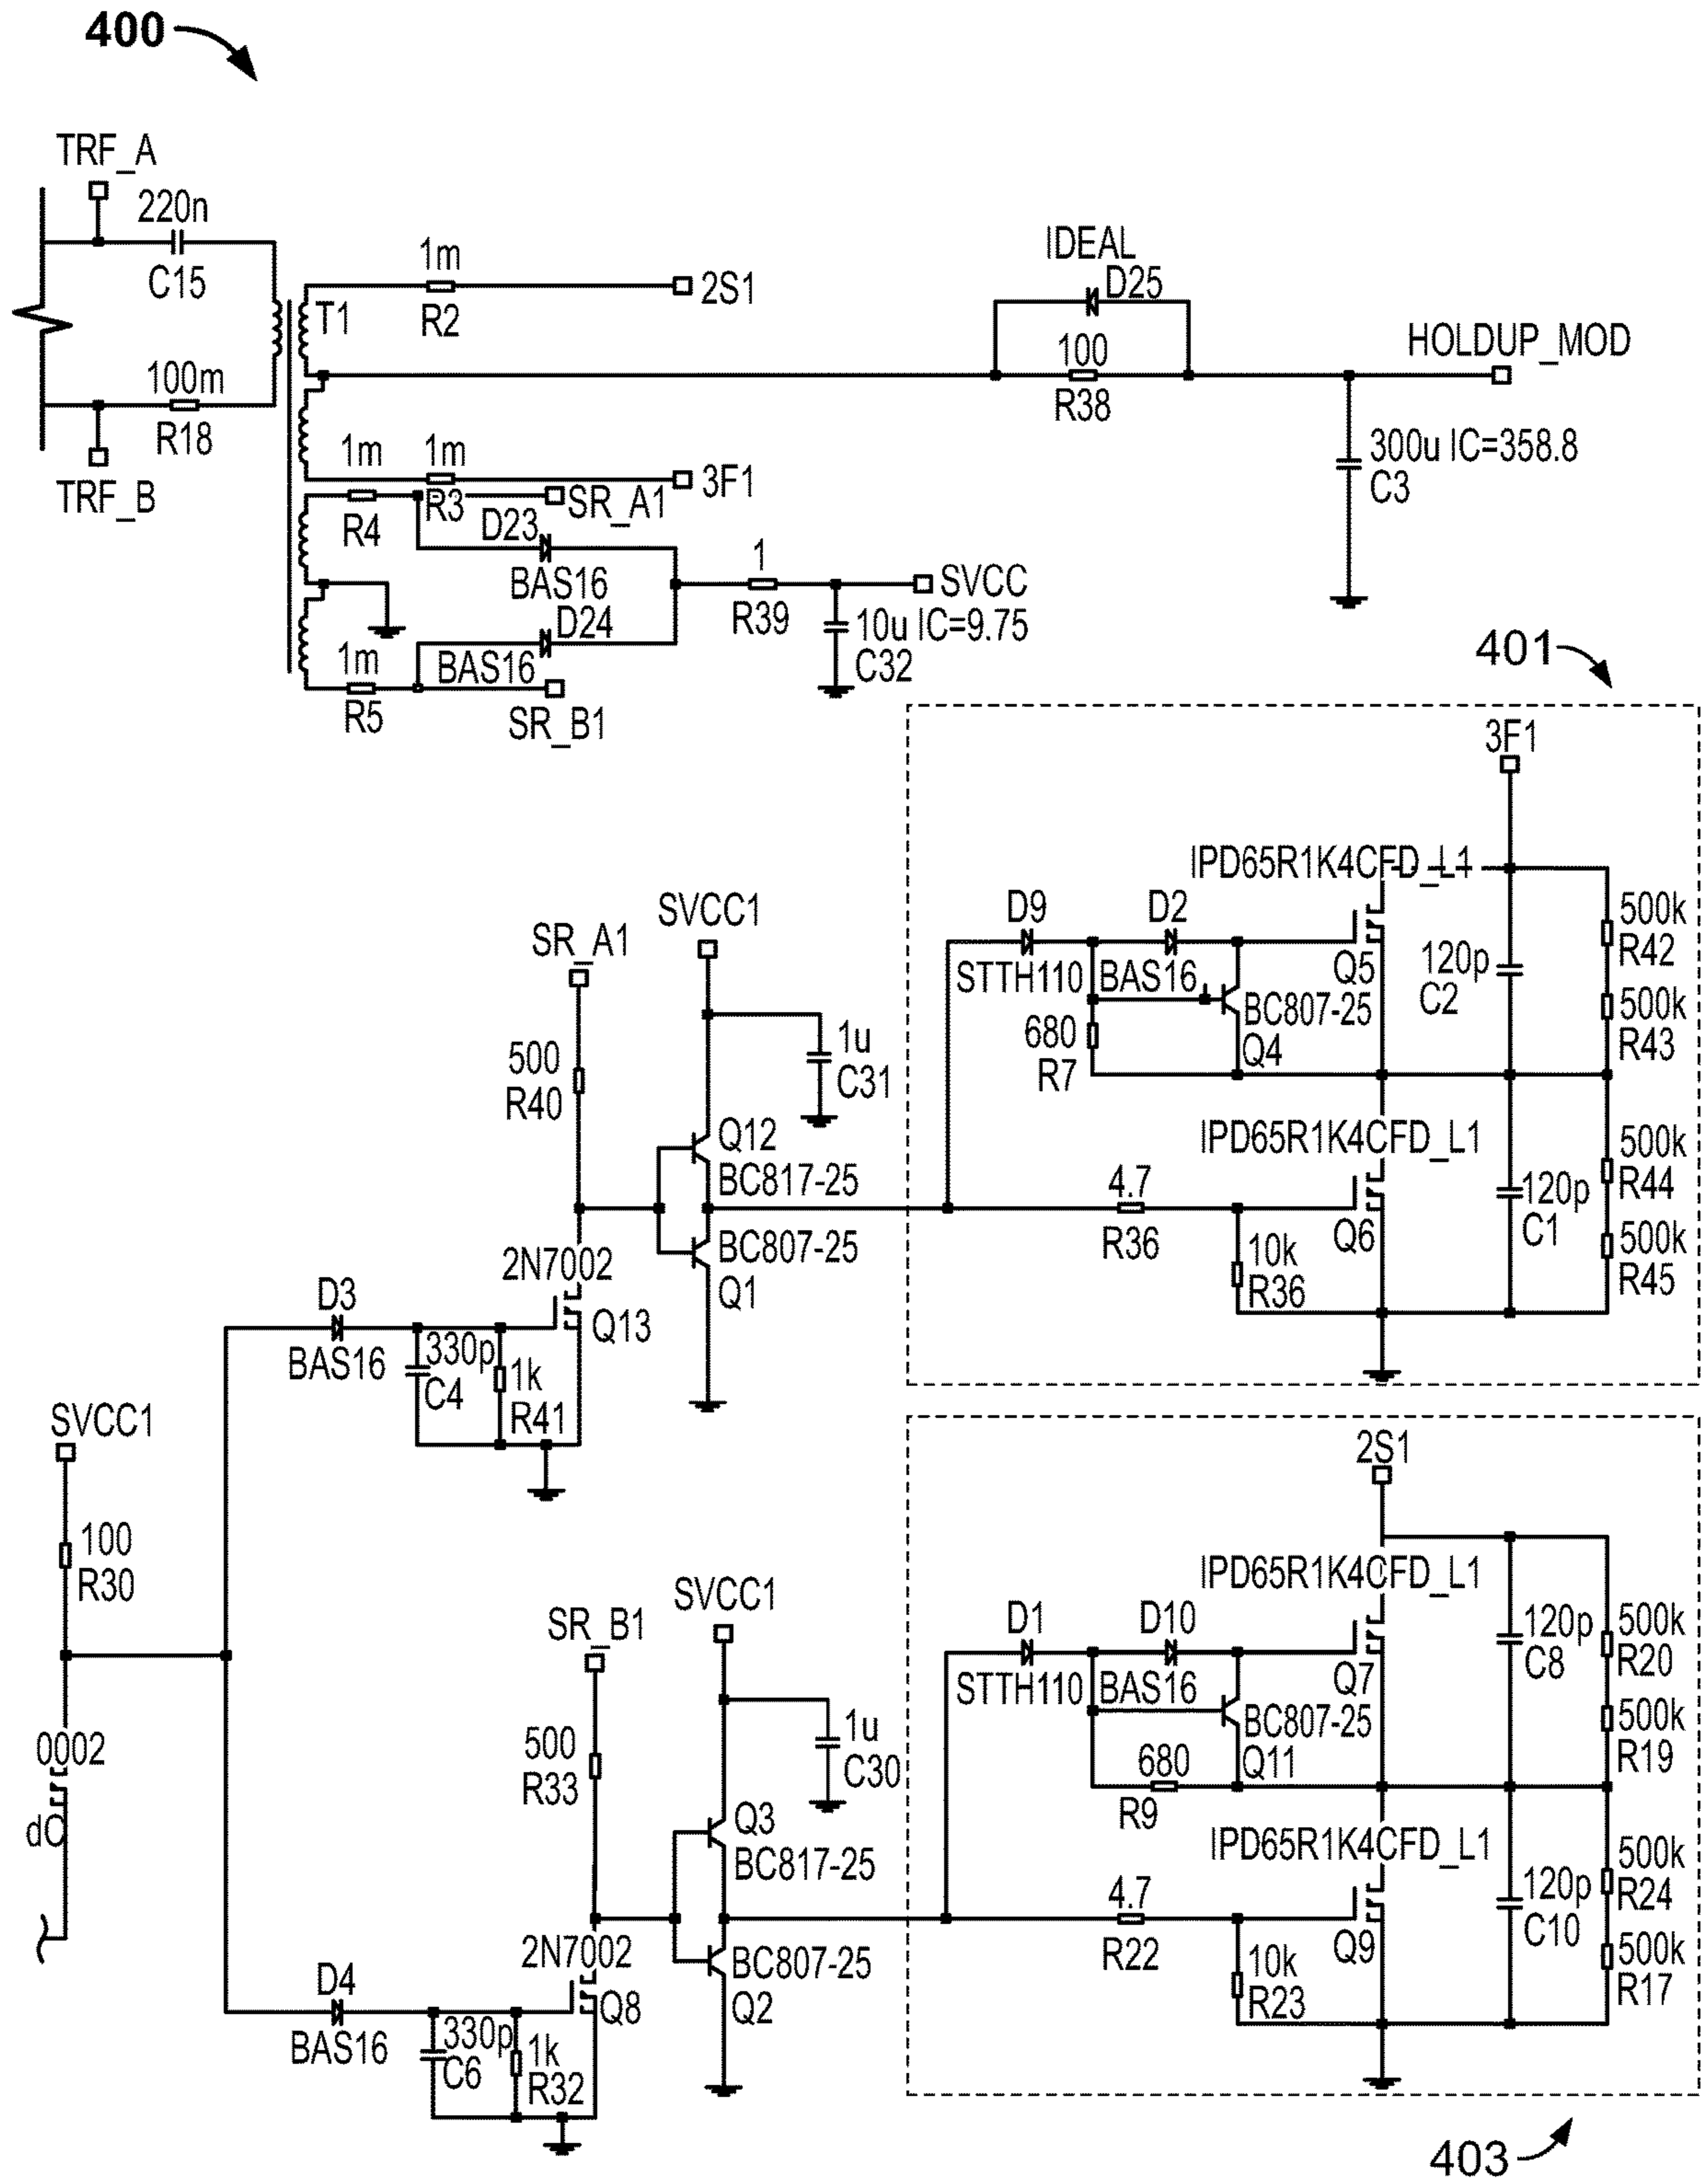 400
TRF_A
220n
C15
100m
R18
TRF_B
T1
1m
R2
2S1
IDEAL
D25
100
R38
HOLDUP_MOD
300u IC=358.8
C3
1m
1m
R3
3F1
R4
SR_A1
D23
BAS16
D24
BAS16
1m
R5
SR_B1
1
R39
SVCC
10u IC=9.75
C32
401
3F1
IPD65R1K4CFD_L1
D9
STTH110
D2
BAS16
Q5
BC807-25
Q4
680
R7
120p
C2
500k
R42
500k
R43
IPD65R1K4CFD_L1
4.7
R36
Q6
10k
R36
120p
C1
500k
R44
500k
R45
SVCC1
SR_A1
500
R40
1u
C31
Q12
BC817-25
BC807-25
Q1
2N7002
Q13
D3
BAS16
330p
C4
1k
R41
SVCC1
100
R30
0002
dO
SR_B1
500
R33
SVCC1
1u
C30
Q3
BC817-25
BC807-25
Q2
2N7002
Q8
D4
BAS16
330p
C6
1k
R32
2S1
IPD65R1K4CFD_L1
D1
STTH110
D10
BAS16
Q7
BC807-25
Q11
680
R9
120p
C8
500k
R20
500k
R19
IPD65R1K4CFD_L1
4.7
R22
Q9
10k
R23
120p
C10
500k
R24
500k
R17
403